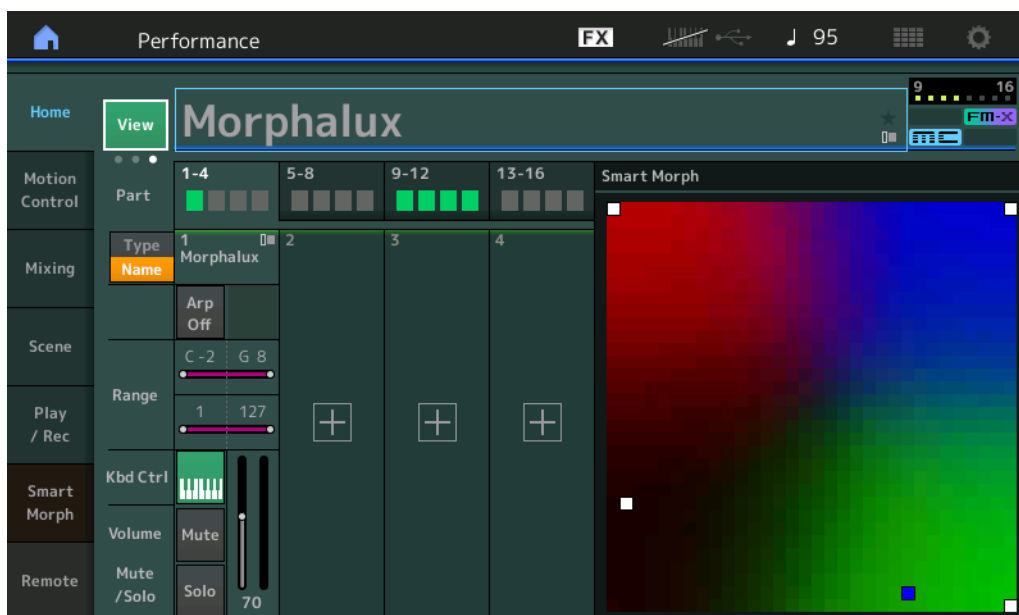 Performance
FX
♩ 95
Home
View
Morphalux
9 16
FM-X
MC
Motion
Control
Part
1-4
5-8
9-12
13-16
Smart Morph
Mixing
Type
Name
1
Morphalux
2
3
4
Arp
Off
Scene
Range
C -2 G 8
1 127
Play
/ Rec
Kbd Ctrl
Smart
Morph
Volume
Mute
Remote
Mute
/Solo
Solo
70